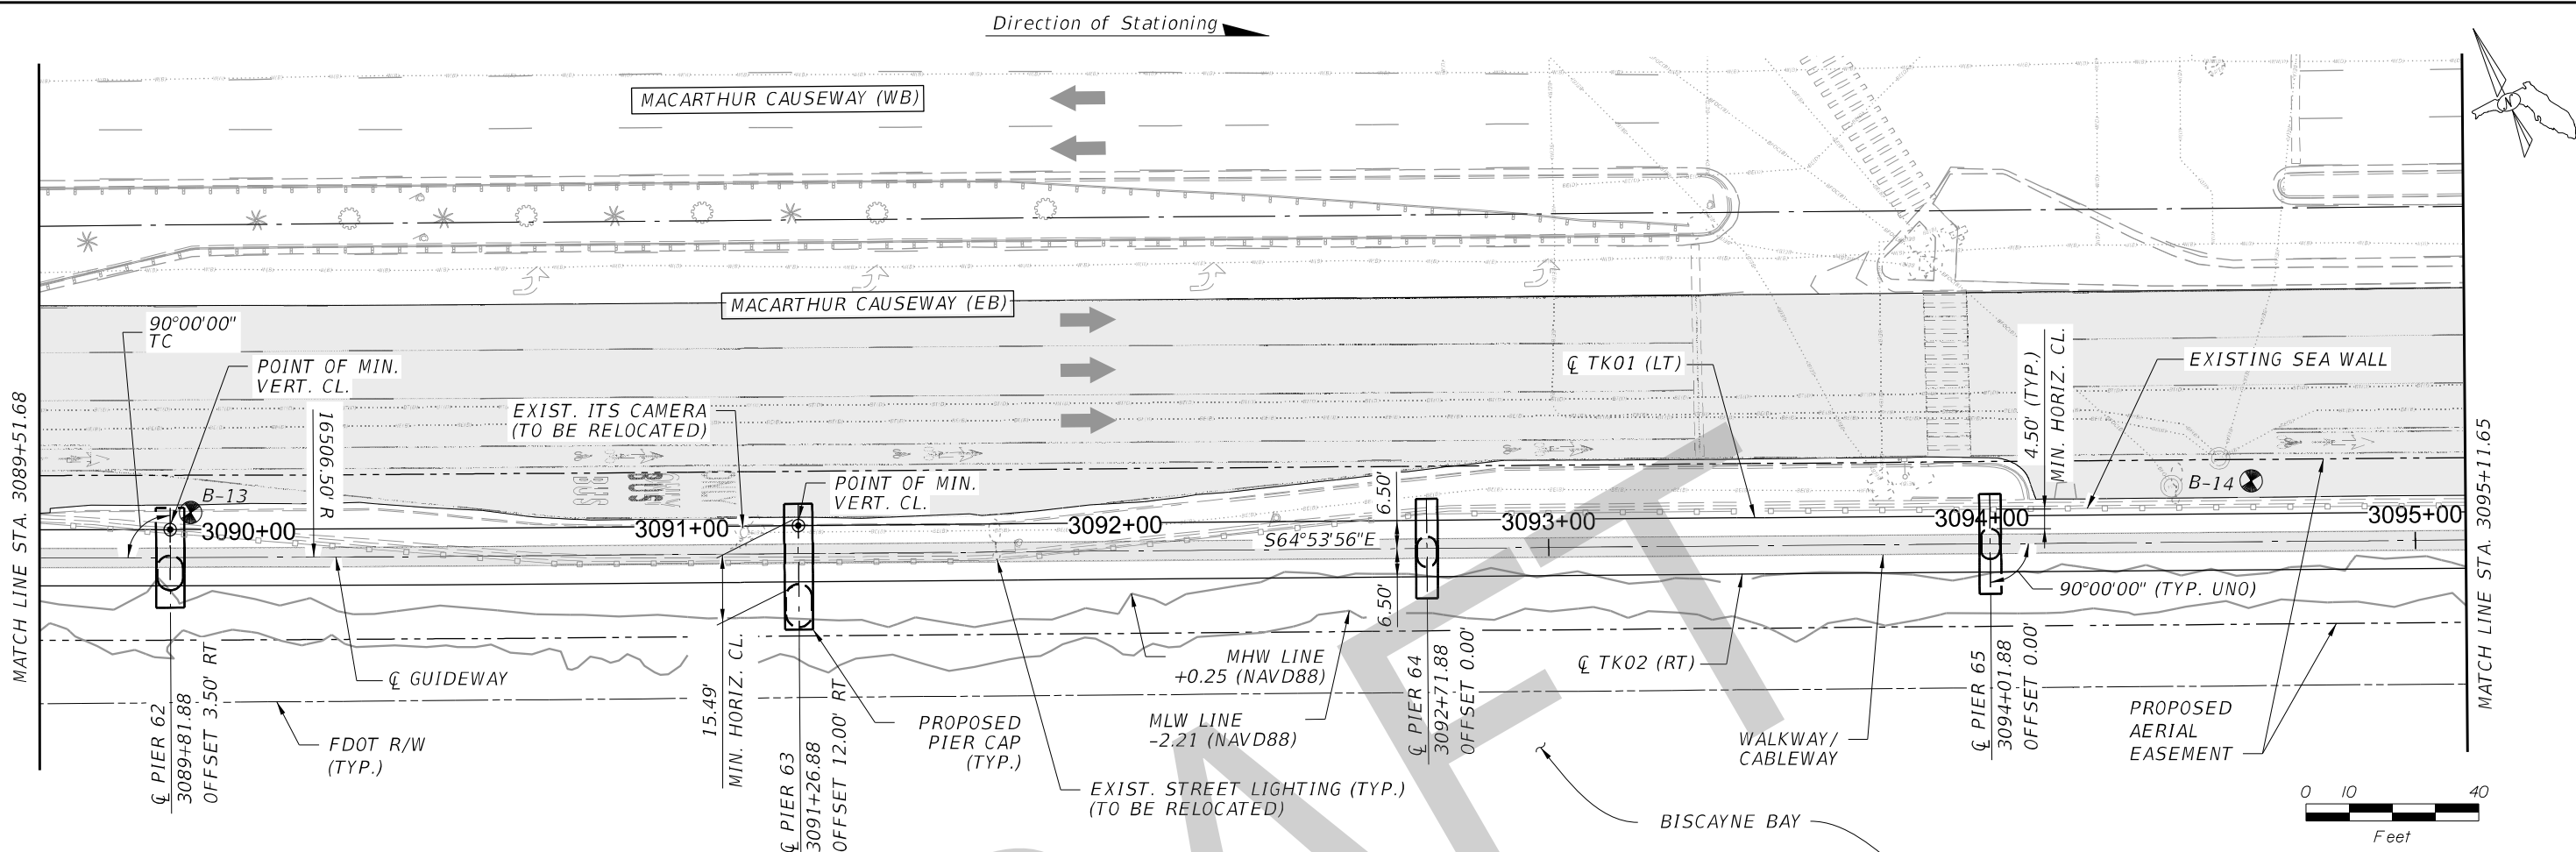 Direction of Stationing
MACARTHUR CAUSEWAY (WB)
N
MACARTHUR CAUSEWAY (EB)
90°00'00"
TC
POINT OF MIN.
VERT. CL.
EXIST. ITS CAMERA
(TO BE RELOCATED)
16506.50' R
℄ TK01 (LT)
4.50' (TYP.)
MIN. HORIZ. CL.
EXISTING SEA WALL
MATCH LINE STA. 3089+51.68
MATCH LINE STA. 3095+11.65
B-13
POINT OF MIN.
VERT. CL.
BUS
B-14
3090+00
3091+00
3092+00
3093+00
3094+00
3095+00
6.50'
S64°53'56"E
6.50'
90°00'00" (TYP. UNO)
℄ GUIDEWAY
15.49'
MIN. HORIZ. CL.
MHW LINE
+0.25 (NAVD88)
℄ TK02 (RT)
℄ PIER 62
3089+81.88
OFFSET 3.50' RT
FDOT R/W
(TYP.)
℄ PIER 63
3091+26.88
OFFSET 12.00' RT
PROPOSED
PIER CAP
(TYP.)
MLW LINE
-2.21 (NAVD88)
℄ PIER 64
3092+71.88
OFFSET 0.00'
WALKWAY/
CABLEWAY
℄ PIER 65
3094+01.88
OFFSET 0.00'
PROPOSED
AERIAL
EASEMENT
EXIST. STREET LIGHTING (TYP.)
(TO BE RELOCATED)
BISCAYNE BAY
0 10 40
Feet
AFT